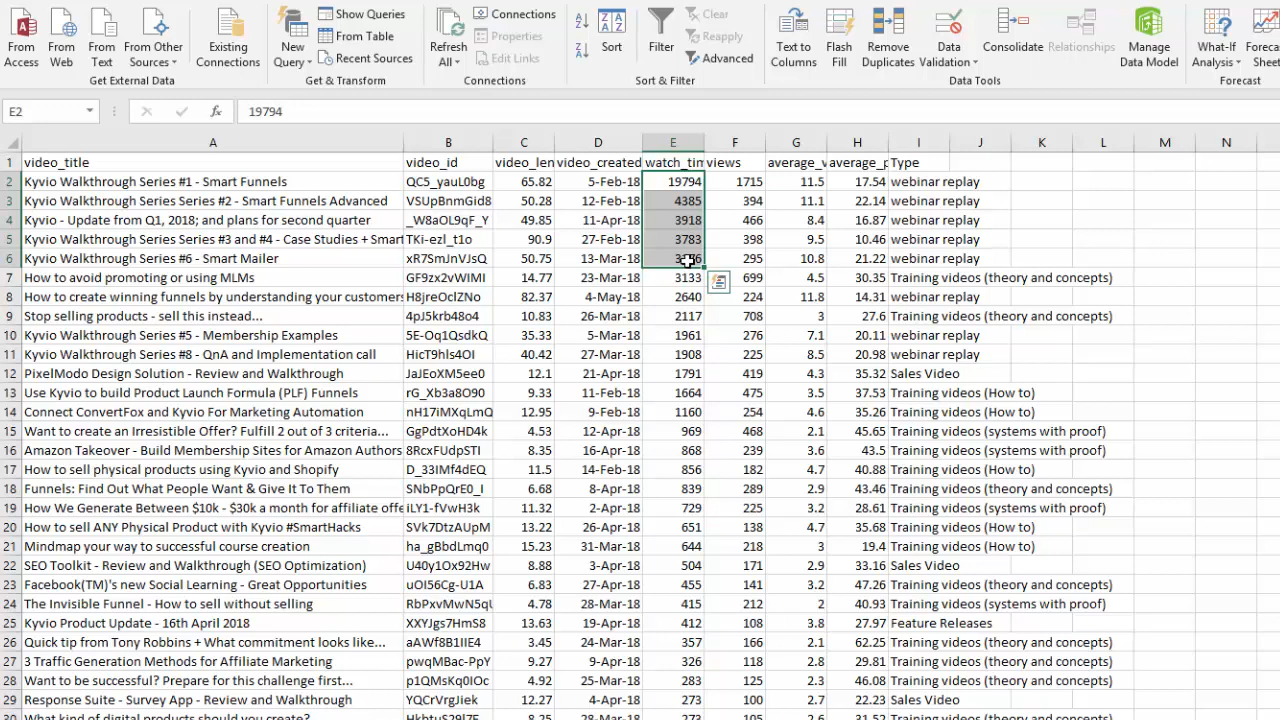 Show Queries
From Table
Recent Sources
From Access
From Web
From Text
From Other Sources
Existing Connections
New Query
Get External Data
Get & Transform
Refresh All
Connections
Properties
Edit Links
Connections
Sort
Filter
Clear
Reapply
Advanced
Sort & Filter
Text to Columns
Flash Fill
Remove Duplicates
Data Validation
Consolidate
Relationships
Manage Data Model
Data Tools
What-If Analysis
Forecast
E2 fx 19794
A B C D E F G H I J K L M N
1 video_title video_id video_len video_created watch_tim views average_v average_p Type
2 Kyvio Walkthrough Series #1 - Smart Funnels QC5_yauL0bg 65.82 5-Feb-18 19794 1715 11.5 17.54 webinar replay
3 Kyvio Walkthrough Series Series #2 - Smart Funnels Advanced VSUpBnmGid8 50.28 12-Feb-18 4385 394 11.1 22.14 webinar replay
4 Kyvio - Update from Q1, 2018; and plans for second quarter _W8aOL9qF_Y 49.85 11-Apr-18 3918 466 8.4 16.87 webinar replay
5 Kyvio Walkthrough Series Series #3 and #4 - Case Studies + Smart TKi-ezl_t1o 90.9 27-Feb-18 3783 398 9.5 10.46 webinar replay
6 Kyvio Walkthrough Series #6 - Smart Mailer xR7SmJnVJsQ 50.75 13-Mar-18 295 10.8 21.22 webinar replay
7 How to avoid promoting or using MLMs GF9zx2vWIMI 14.77 23-Mar-18 3133 699 4.5 30.35 Training videos (theory and concepts)
8 How to create winning funnels by understanding your customers H8jreOclZNo 82.37 4-May-18 2640 224 11.8 14.31 webinar replay
9 Stop selling products - sell this instead... 4pJ5krb48o4 10.83 26-Mar-18 2117 708 3 27.6 Training videos (theory and concepts)
10 Kyvio Walkthrough Series #5 - Membership Examples 5E-Oq1QsdkQ 35.33 5-Mar-18 1961 276 7.1 20.11 webinar replay
11 Kyvio Walkthrough Series #8 - QnA and Implementation call HicT9hls4OI 40.42 27-Mar-18 1908 225 8.5 20.98 webinar replay
12 PixelModo Design Solution - Review and Walkthrough JaJEoXM5ee0 12.1 21-Apr-18 1791 419 4.3 35.32 Sales Video
13 Use Kyvio to build Product Launch Formula (PLF) Funnels rG_Xb3a8O90 9.33 11-Feb-18 1664 475 3.5 37.53 Training videos (How to)
14 Connect ConvertFox and Kyvio For Marketing Automation nH17iMXqLmQ 12.95 9-Feb-18 1160 254 4.6 35.26 Training videos (How to)
15 Want to create an Irresistible Offer? Fulfill 2 out of 3 criteria... GgPdtXoHD4k 4.53 12-Apr-18 969 468 2.1 45.65 Training videos (systems with proof)
16 Amazon Takeover - Build Membership Sites for Amazon Authors 8RcxFUdpSTI 8.35 16-Apr-18 868 239 3.6 43.5 Training videos (systems with proof)
17 How to sell physical products using Kyvio and Shopify D_33IMf4dEQ 11.5 14-Feb-18 856 182 4.7 40.88 Training videos (How to)
18 Funnels: Find Out What People Want & Give It To Them SNbPpQrE0_I 6.68 8-Apr-18 839 289 2.9 43.46 Training videos (theory and concepts)
19 How We Generate Between $10k - $30k a month for affiliate offe iLY1-fVwH3k 11.32 2-Apr-18 729 225 3.2 28.61 Training videos (systems with proof)
20 How to sell ANY Physical Product with Kyvio #SmartHacks SVk7DtzAUpM 13.22 26-Apr-18 651 138 4.7 35.68 Training videos (How to)
21 Mindmap your way to successful course creation ha_gBbdLmq0 15.23 31-Mar-18 644 218 3 19.4 Training videos (How to)
22 SEO Toolkit - Review and Walkthrough (SEO Optimization) U40y1Ox92Hw 8.88 3-Apr-18 504 171 2.9 33.16 Sales Video
23 Facebook(TM)'s new Social Learning - Great Opportunities uOI56Cg-U1A 6.83 27-Apr-18 455 141 3.2 47.26 Training videos (theory and concepts)
24 The Invisible Funnel - How to sell without selling RbPxvMwN5qU 4.78 28-Mar-18 415 212 2 40.93 Training videos (systems with proof)
25 Kyvio Product Update - 16th April 2018 XXYJgs7HmS8 13.63 19-Apr-18 412 108 3.8 27.97 Feature Releases
26 Quick tip from Tony Robbins + What commitment looks like... aAWf8B1IIE4 3.45 24-Mar-18 357 166 2.1 62.25 Training videos (theory and concepts)
27 3 Traffic Generation Methods for Affiliate Marketing pwqMBac-PpY 9.27 9-Apr-18 326 118 2.8 29.81 Training videos (theory and concepts)
28 Want to be successful? Prepare for this challenge first... p1QMsKq0IOc 4.92 25-Mar-18 283 125 2.3 46.08 Training videos (theory and concepts)
29 Response Suite - Survey App - Review and Walkthrough YQCrVrgJiek 12.27 4-Apr-18 273 100 2.7 22.23 Sales Video
30 What kind of digital products should you create? 8.25 28-Mar-18 273 105 2.6 31.52 Training videos (theory and concepts)